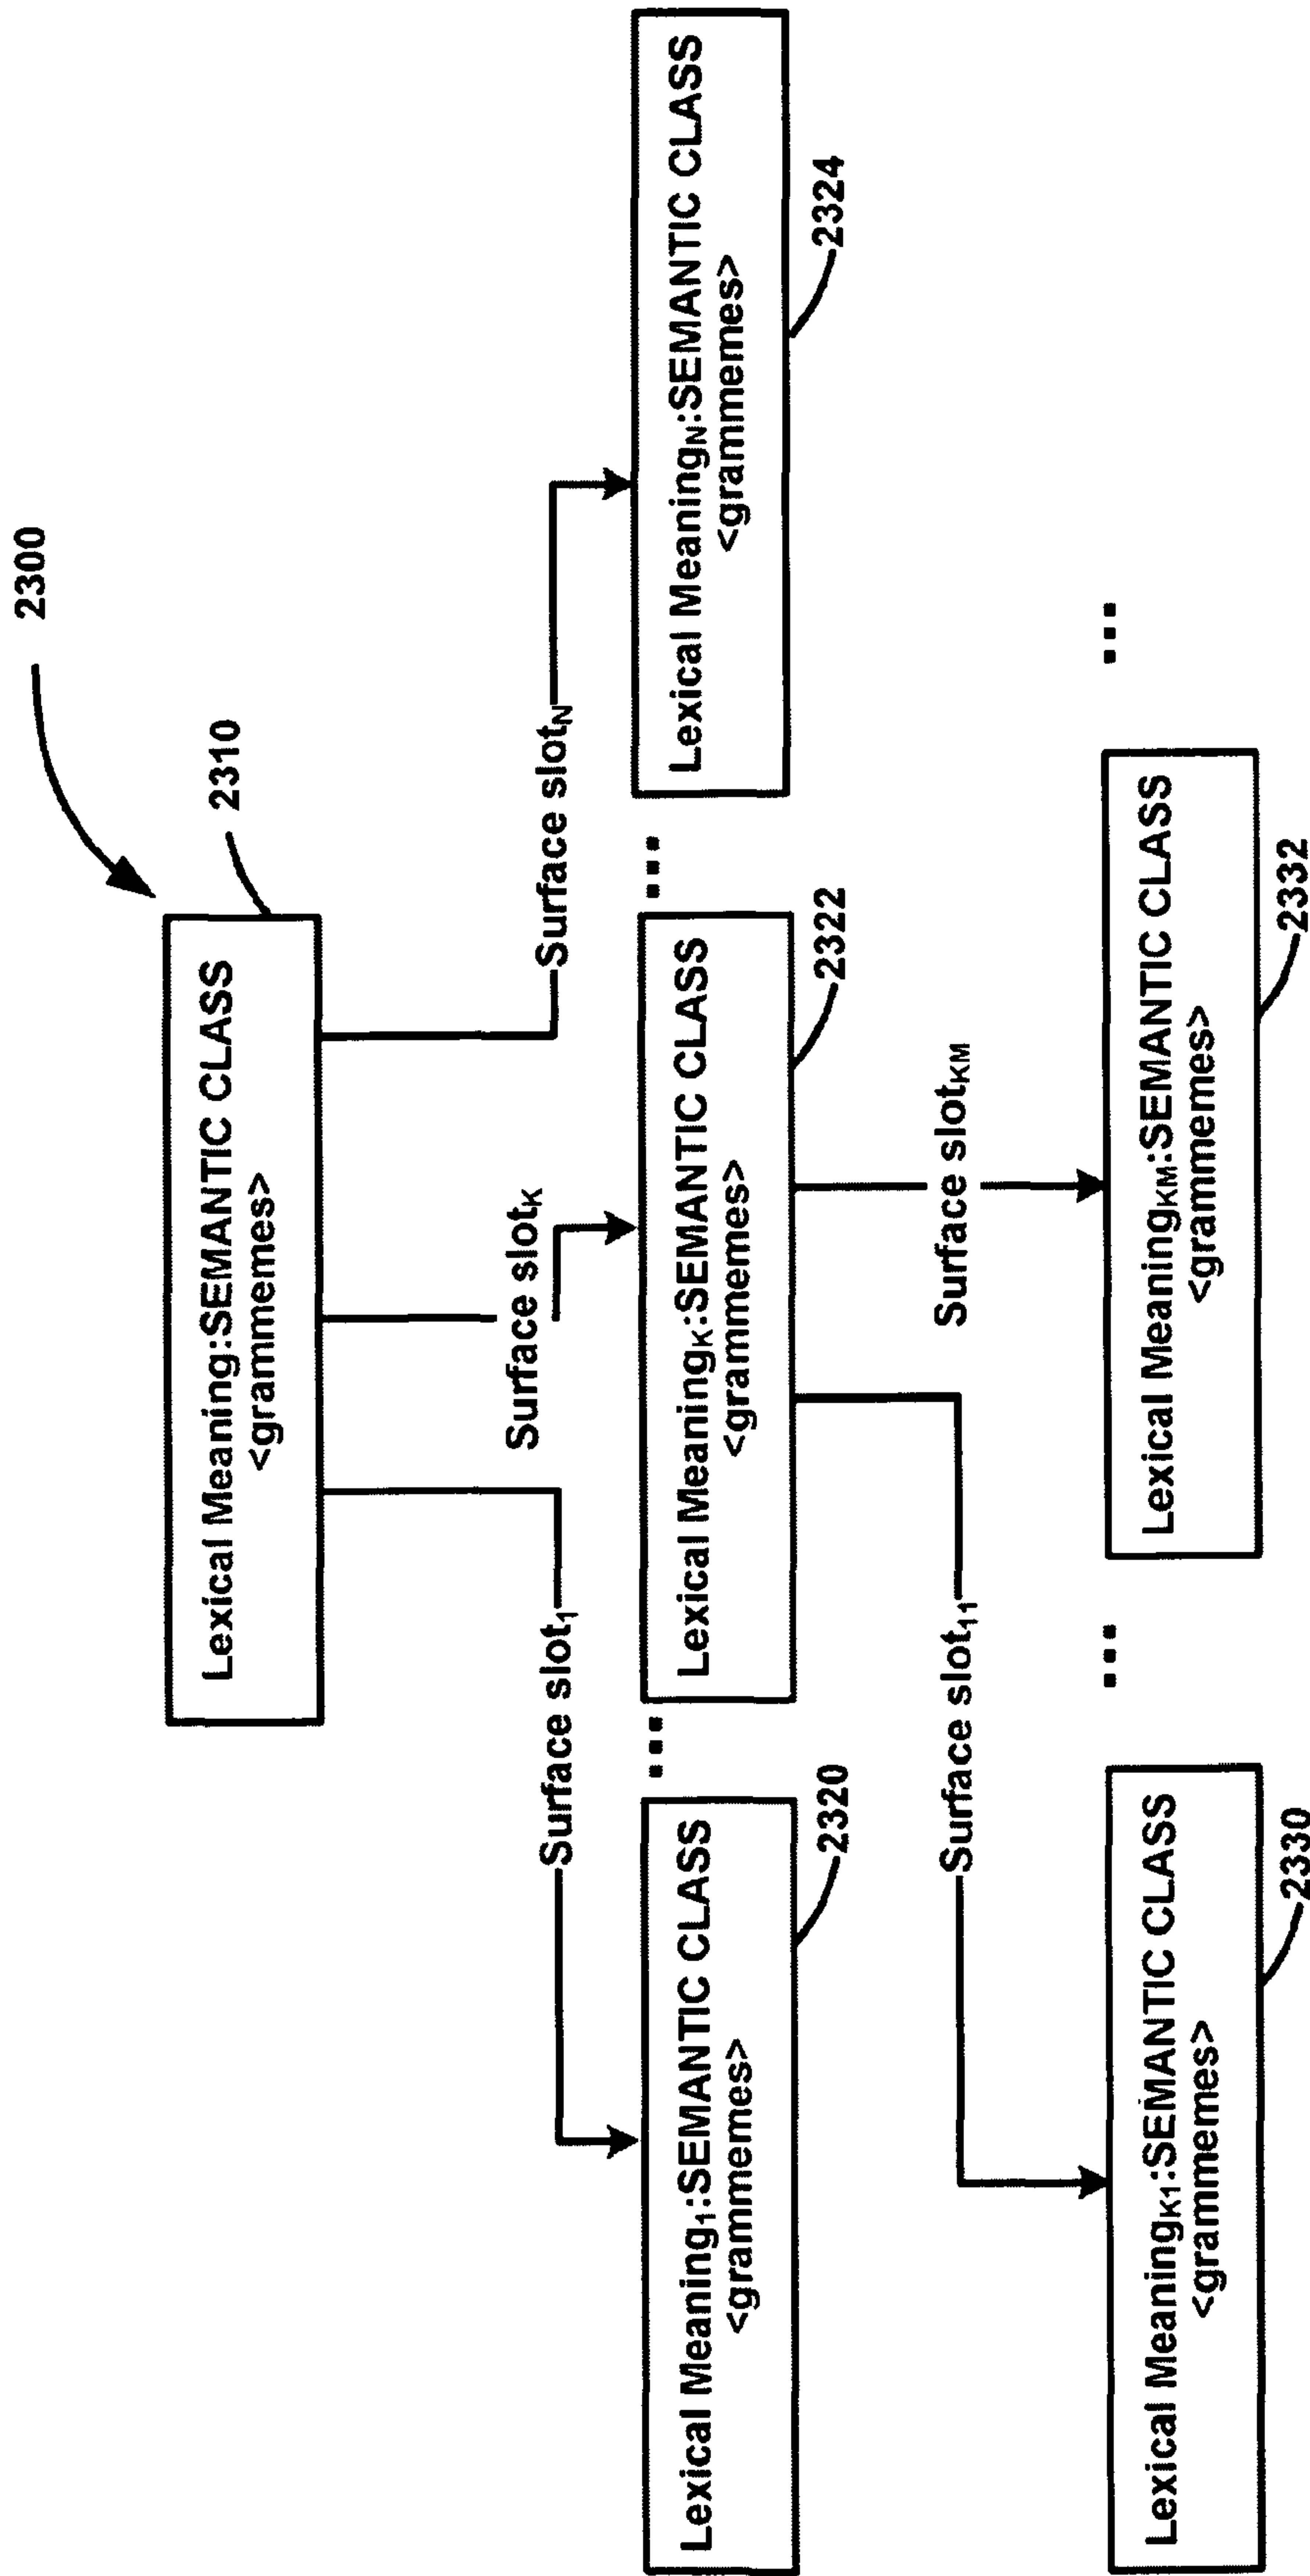 2300
2310
Lexical Meaning:SEMANTIC CLASS
<grammemes>
Surface slot₁
Surface slotK
Surface slotN
Lexical Meaning₁:SEMANTIC CLASS
<grammemes>
2320
...
Lexical MeaningK:SEMANTIC CLASS
<grammemes>
2322
...
Lexical MeaningN:SEMANTIC CLASS
<grammemes>
2324
Surface slot₁₁
Surface slotKM
Lexical MeaningK1:SEMANTIC CLASS
<grammemes>
2330
...
Lexical MeaningKM:SEMANTIC CLASS
<grammemes>
2332
...